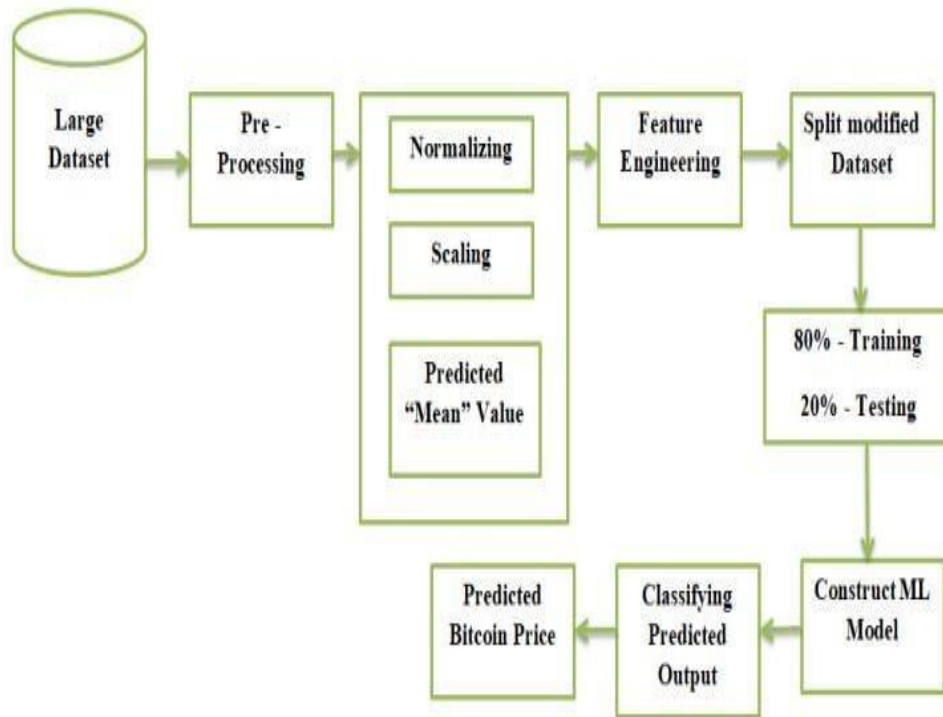 Large
Dataset
Pre -
Processing
Normalizing
Scaling
Predicted
“Mean” Value
Feature
Engineering
Split modified
Dataset
80% - Training
20% - Testing
Construct ML
Model
Classifying
Predicted
Output
Predicted
Bitcoin Price